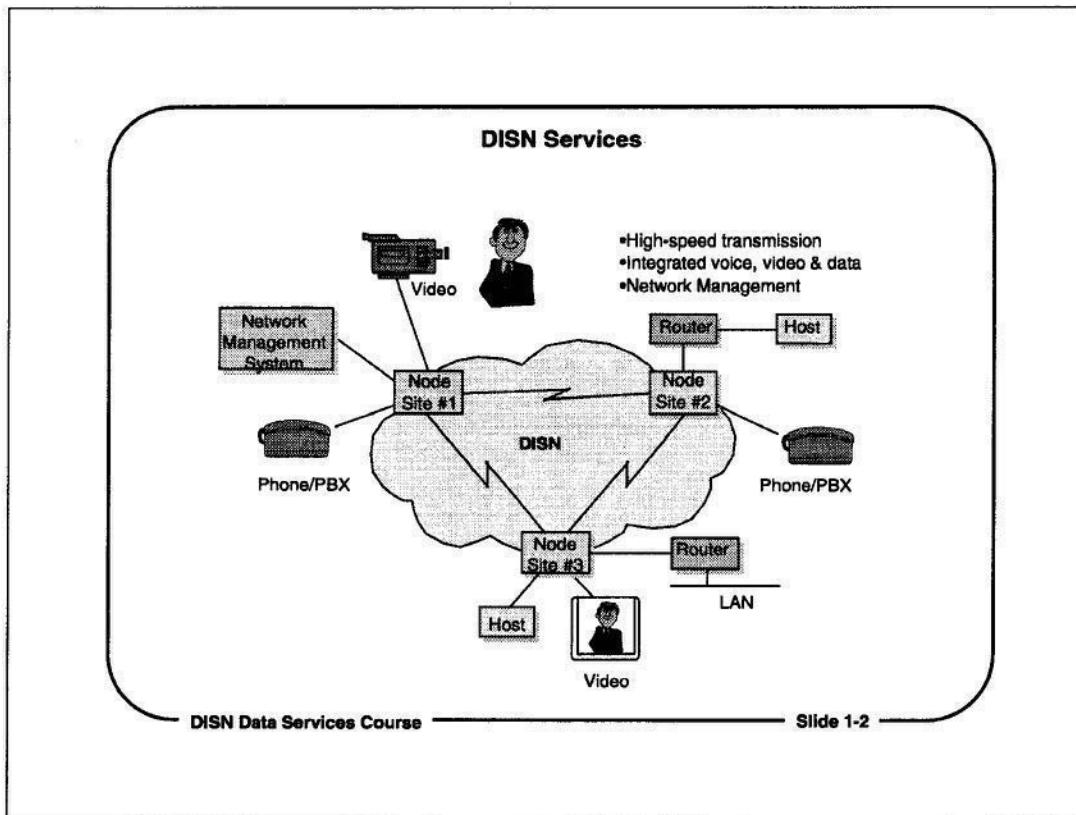 DISN Services
•High-speed transmission
•Integrated voice, video & data
•Network Management
Video
Network
Management
System
Router
Host
Node
Site #1
Node
Site #2
DISN
Phone/PBX
Phone/PBX
Node
Site #3
Router
LAN
Host
Video
DISN Data Services Course
Slide 1-2